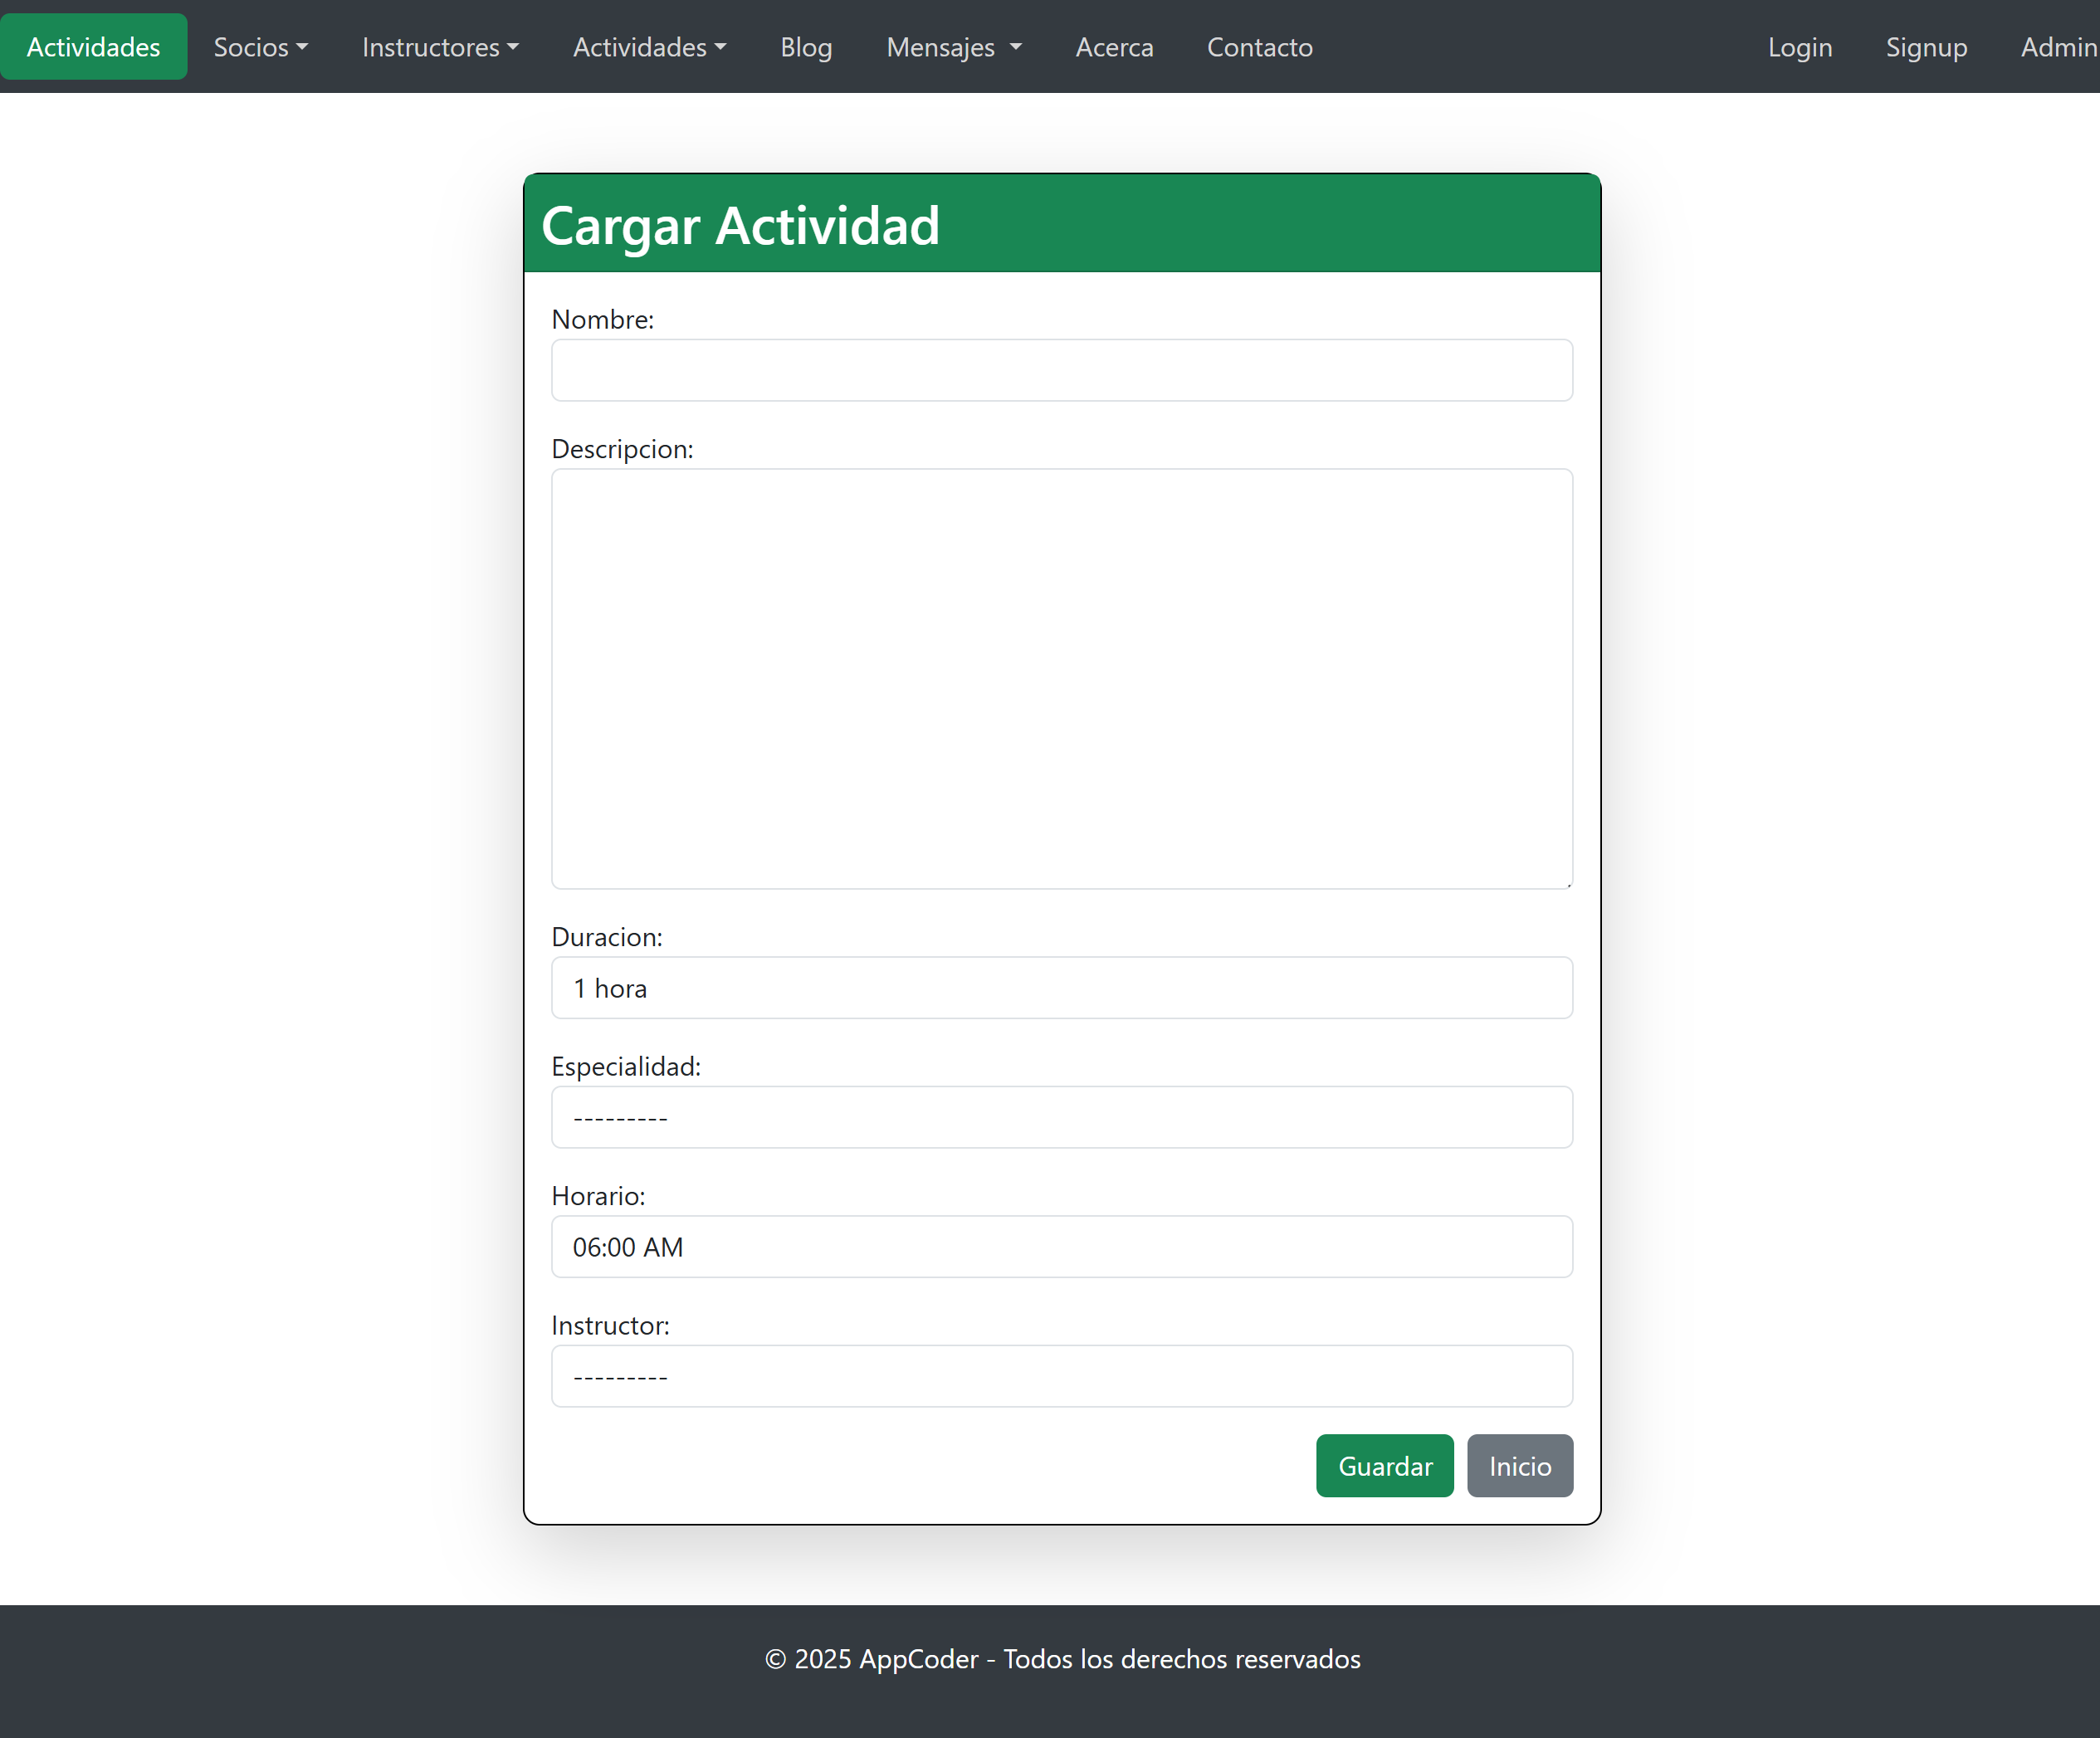 Actividades Socios Instructores Actividades Blog Mensajes Acerca Contacto Login Signup Admin
Cargar Actividad
Nombre:
Descripcion:
Duracion:
1 hora
Especialidad:
---------
Horario:
06:00 AM
Instructor:
---------
Guardar Inicio
© 2025 AppCoder - Todos los derechos reservados